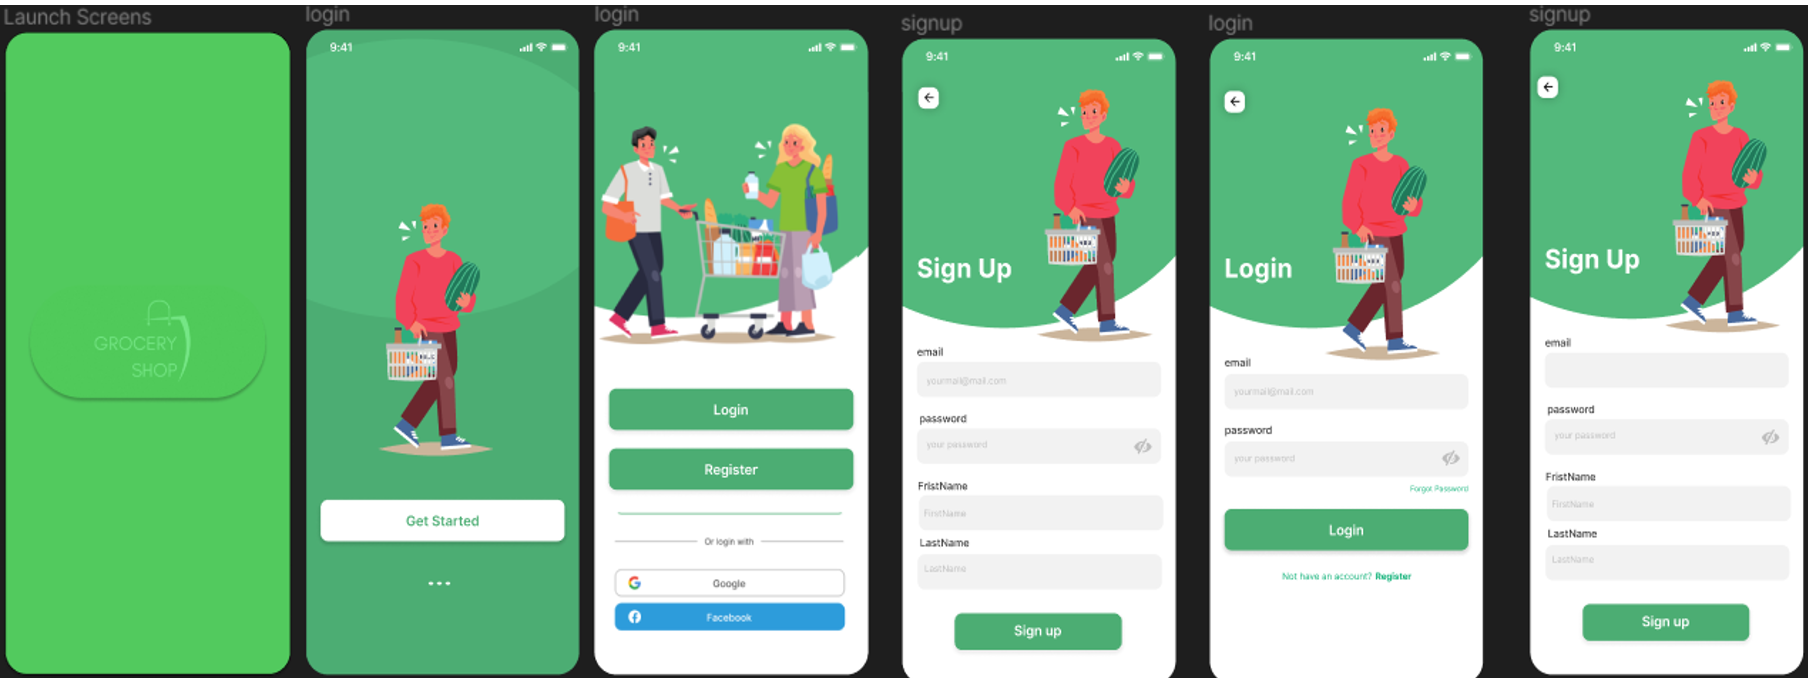 Launch Screens
GROCERY
SHOP
login
9:41
Get Started
login
9:41
Login
Register
Or login with
Google
Facebook
signup
9:41
Sign Up
email
yourmail@mail.com
password
your password
FristName
FirstName
LastName
LastName
Sign up
login
9:41
Login
email
yourmail@mail.com
password
your password
Forgot Password
Login
Not have an account? Register
signup
9:41
Sign Up
email
password
your password
FristName
FirstName
LastName
LastName
Sign up